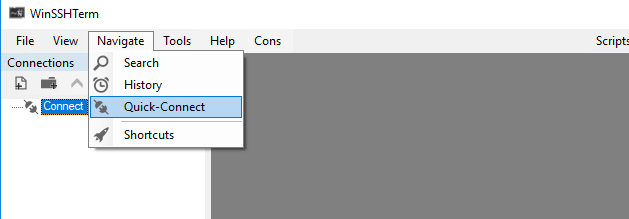 WinSSHTerm
File View Navigate Tools Help Cons Scripts
Connections
Search
History
Connect
Quick-Connect
Shortcuts